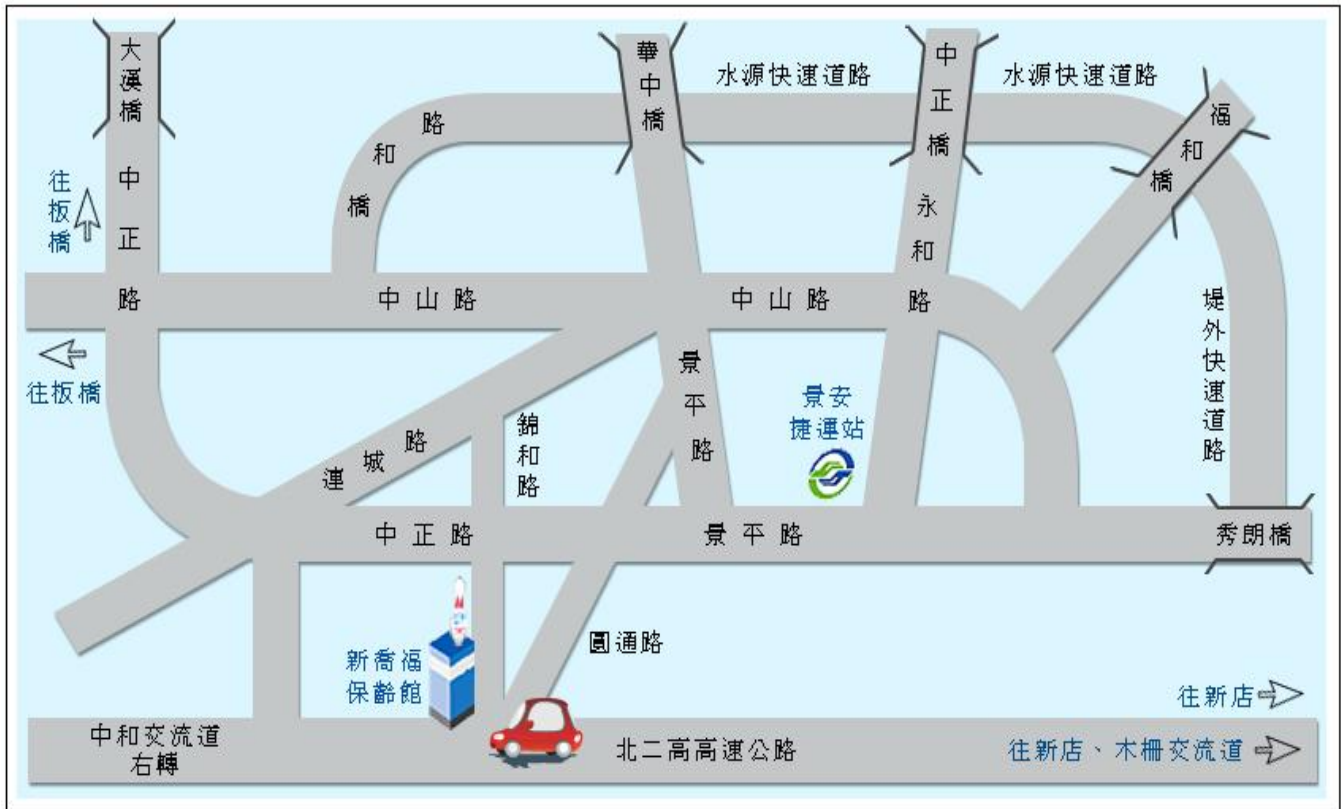 大漢橋
華中橋
水源快速道路
中正橋
水源快速道路
福和橋
橋和路
往板橋
中正路
永和路
中山路
中山路
堤外快速道路
往板橋
景平路
景安
捷運站
連城路
錦和路
中正路
景平路
秀朗橋
圓通路
新喬福
保齡館
往新店
中和交流道
右轉
北二高高速公路
往新店、木柵交流道